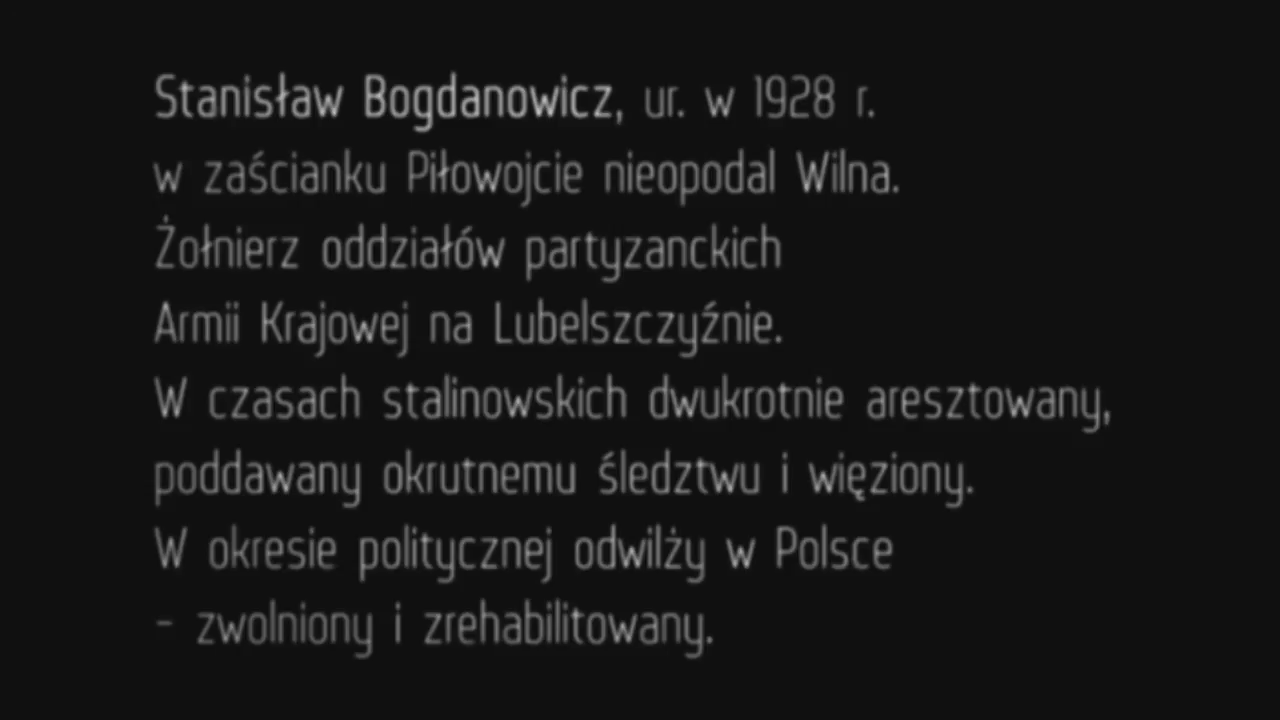 Stanisław Bogdanowicz, ur. w 1928 r.
w zaścianku Piłowojcie nieopodal Wilna.
Żołnierz oddziałów partyzanckich
Armii Krajowej na Lubelszczyźnie.
W czasach stalinowskich dwukrotnie aresztowany,
poddawany okrutnemu śledztwu i więziony.
W okresie politycznej odwilży w Polsce
- zwolniony i zrehabilitowany.